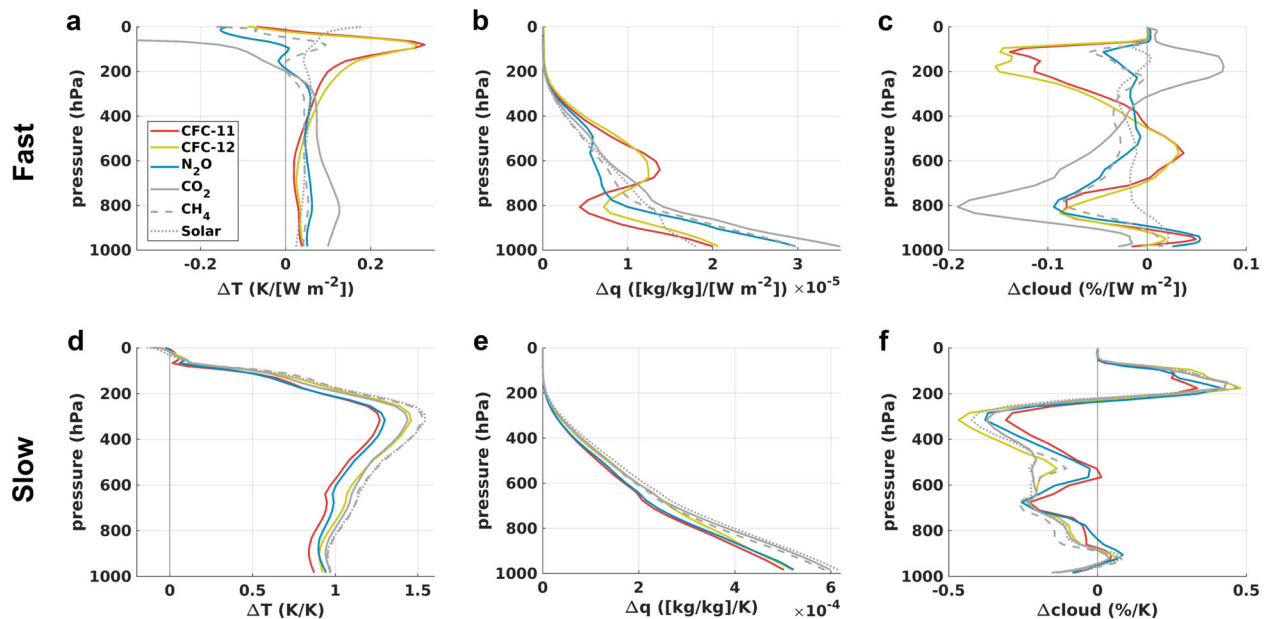 Fast
a
0
200
400
600
800
1000
pressure (hPa)
CFC-11
CFC-12
N2O
CO2
CH4
Solar
-0.2
0
0.2
ΔT (K/[W m-2])
b
0
200
400
600
800
1000
pressure (hPa)
0
1
2
3
Δq ([kg/kg]/[W m-2]) ×10-5
c
0
200
400
600
800
1000
pressure (hPa)
-0.2
-0.1
0
0.1
Δcloud (%/[W m-2])
Slow
d
0
200
400
600
800
1000
pressure (hPa)
0
0.5
1
1.5
ΔT (K/K)
e
0
200
400
600
800
1000
pressure (hPa)
0
2
4
6
Δq ([kg/kg]/K)
×10-4
f
0
200
400
600
800
1000
pressure (hPa)
-0.5
0
0.5
Δcloud (%/K)